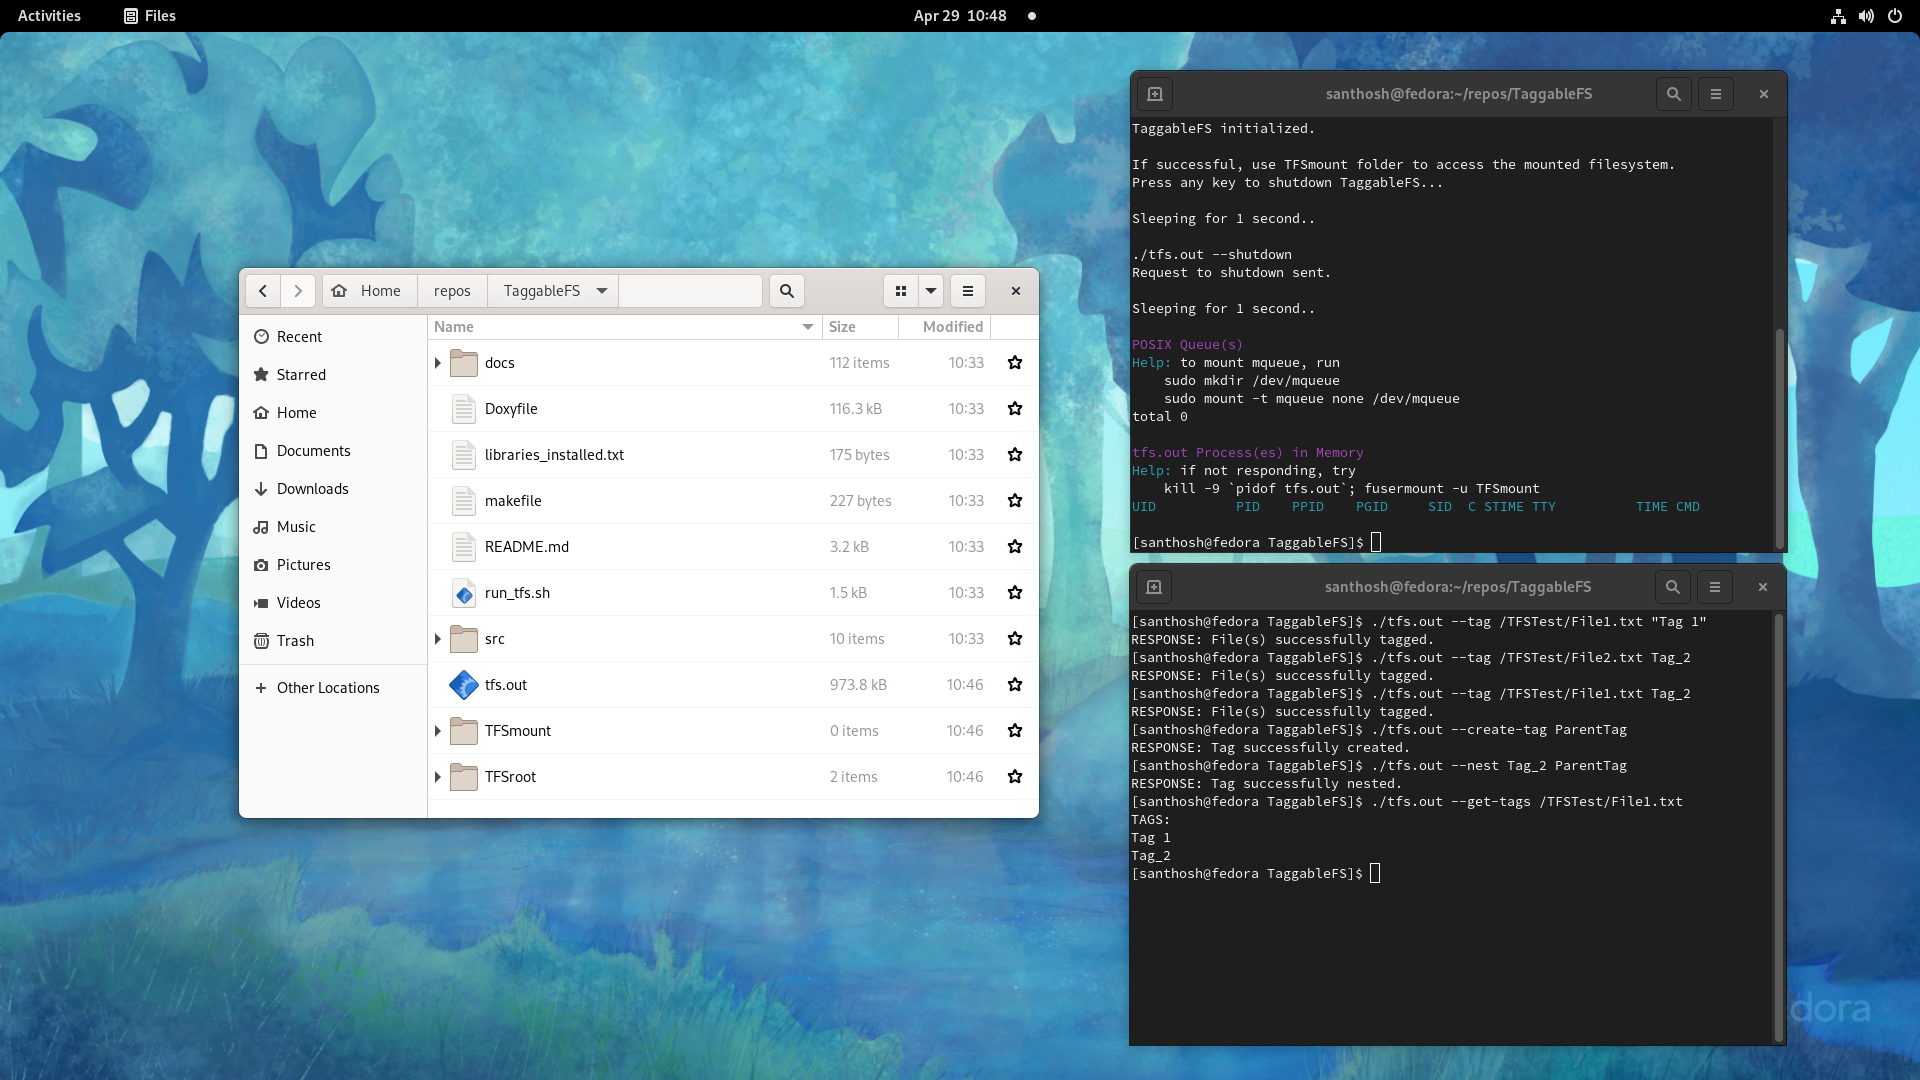 Activities
Files
Apr 29 10:48
Home
repos
TaggableFS
Recent
Starred
Home
Documents
Downloads
Music
Pictures
Videos
Trash
Other Locations
Name Size Modified
docs 112 items 10:33
Doxyfile 116.3 kB 10:33
libraries_installed.txt 175 bytes 10:33
makefile 227 bytes 10:33
README.md 3.2 kB 10:33
run_tfs.sh 1.5 kB 10:33
src 10 items 10:33
tfs.out 973.8 kB 10:46
TFSmount 0 items 10:46
TFSroot 2 items 10:46
santhosh@fedora:~/repos/TaggableFS
TaggableFS initialized.
If successful, use TFSmount folder to access the mounted filesystem.
Press any key to shutdown TaggableFS...
Sleeping for 1 second..
./tfs.out --shutdown
Request to shutdown sent.
Sleeping for 1 second..
POSIX Queue(s)
Help: to mount mqueue, run
sudo mkdir /dev/mqueue
sudo mount -t mqueue none /dev/mqueue
total 0
tfs.out Process(es) in Memory
Help: if not responding, try
kill -9 `pidof tfs.out`; fusermount -u TFSmount
UID PID PPID PGID SID C STIME TTY TIME CMD
[santhosh@fedora TaggableFS]$
santhosh@fedora:~/repos/TaggableFS
[santhosh@fedora TaggableFS]$ ./tfs.out --tag /TFSTest/File1.txt "Tag 1"
RESPONSE: File(s) successfully tagged.
[santhosh@fedora TaggableFS]$ ./tfs.out --tag /TFSTest/File2.txt Tag_2
RESPONSE: File(s) successfully tagged.
[santhosh@fedora TaggableFS]$ ./tfs.out --tag /TFSTest/File1.txt Tag_2
RESPONSE: File(s) successfully tagged.
[santhosh@fedora TaggableFS]$ ./tfs.out --create-tag ParentTag
RESPONSE: Tag successfully created.
[santhosh@fedora TaggableFS]$ ./tfs.out --nest Tag_2 ParentTag
RESPONSE: Tag successfully nested.
[santhosh@fedora TaggableFS]$ ./tfs.out --get-tags /TFSTest/File1.txt
TAGS:
Tag 1
Tag_2
[santhosh@fedora TaggableFS]$
dora